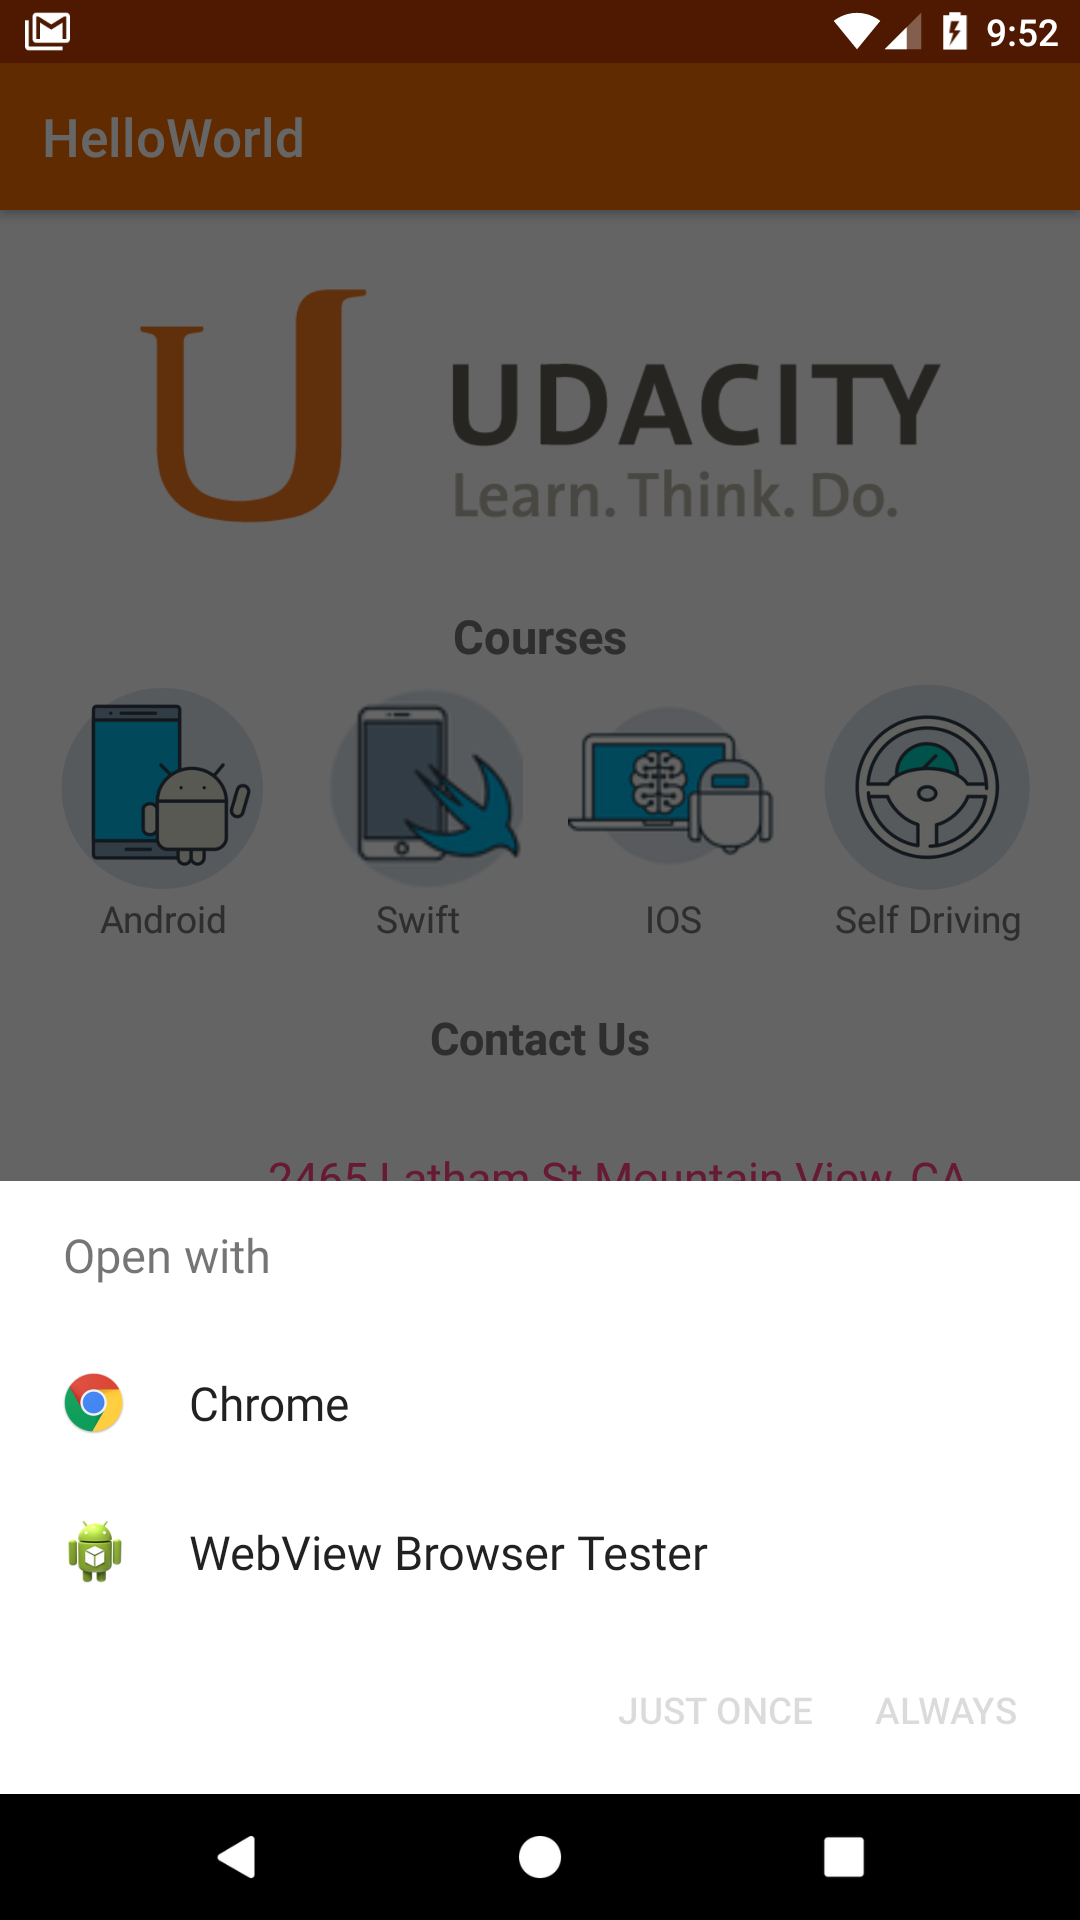 9:52
HelloWorld
UDACITY
Learn. Think. Do.
Courses
Android Swift IOS Self Driving
Contact Us
2465 Latham St Mountain View, CA
Open with
Chrome
WebView Browser Tester
JUST ONCE ALWAYS